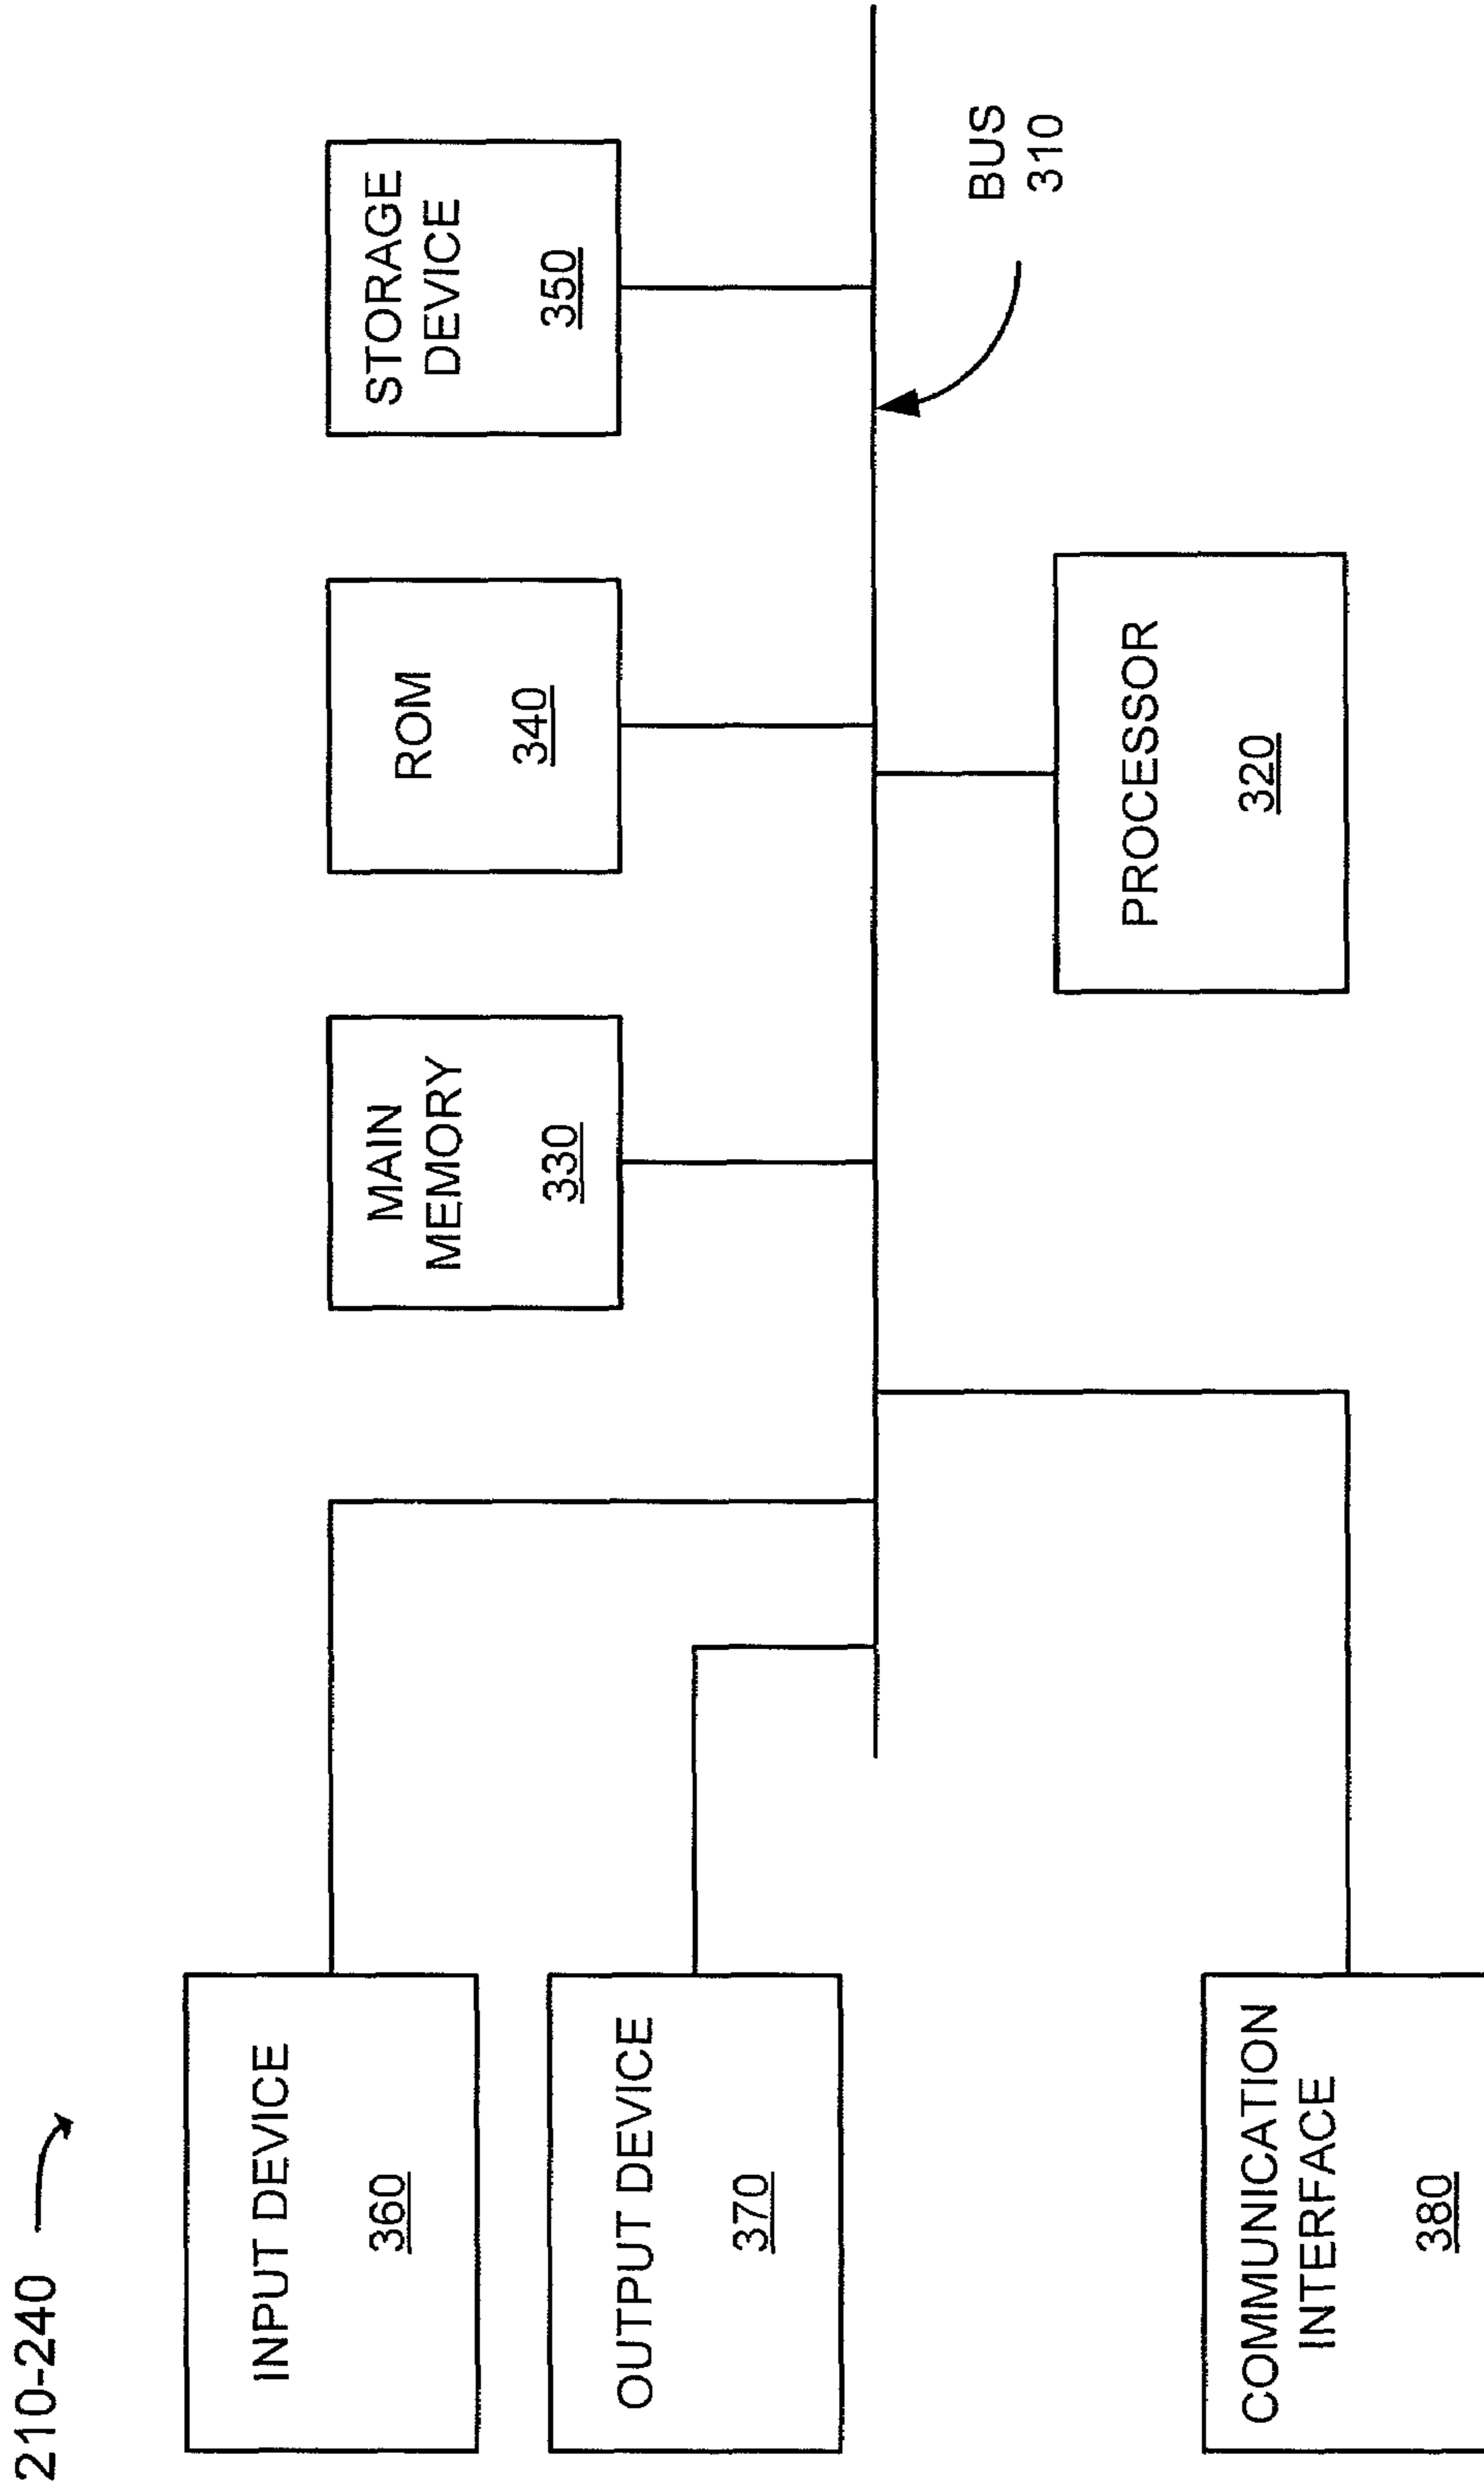 210-240
INPUT DEVICE
360
OUTPUT DEVICE
370
COMMUNICATION
INTERFACE
380
MAIN
MEMORY
330
ROM
340
STORAGE
DEVICE
350
PROCESSOR
320
BUS
310